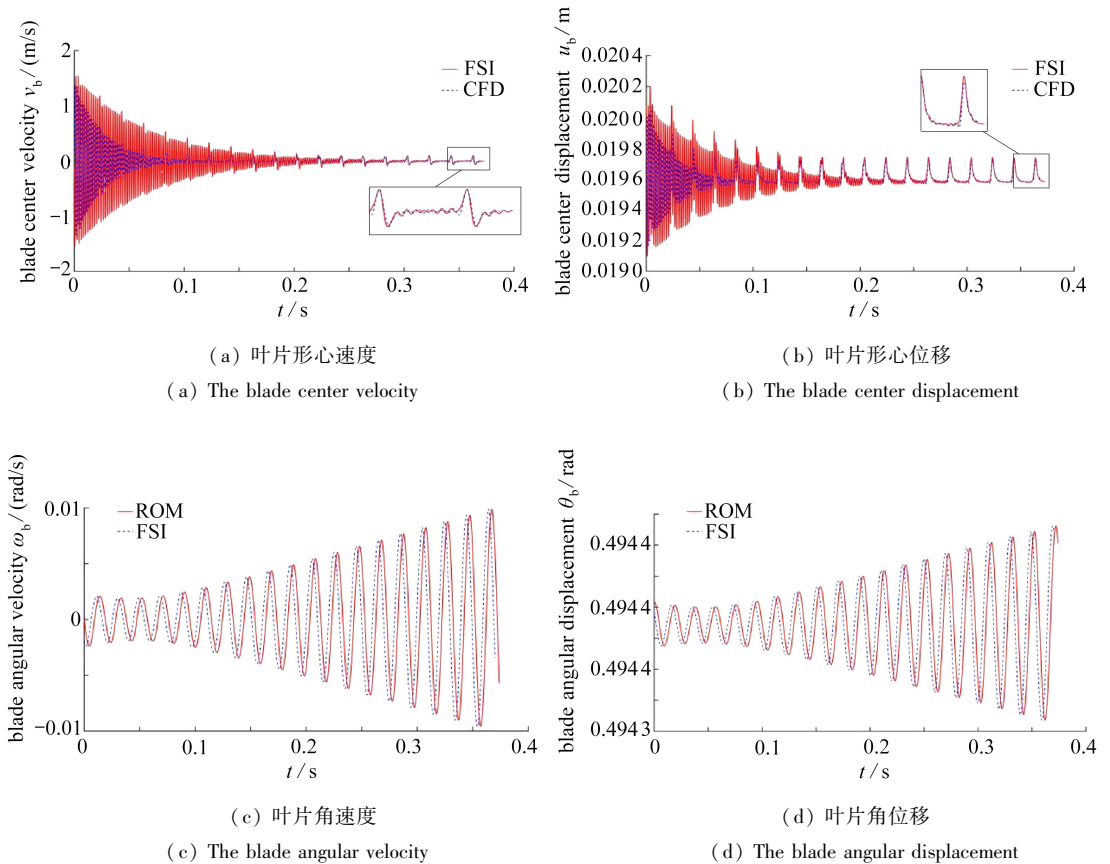 blade center velocity v_b / (m/s)
2
1
0
−1
−2
FSI
CFD
0
0.1
0.2
0.3
0.4
t / s
(a) 叶片形心速度
(a) The blade center velocity
blade center displacement u_b / m
0.0204
0.0202
0.0200
0.0198
0.0196
0.0194
0.0192
0.0190
FSI
CFD
0
0.1
0.2
0.3
0.4
t / s
(b) 叶片形心位移
(b) The blade center displacement
blade angular velocity ω_b / (rad/s)
0.01
0
−0.01
ROM
FSI
0
0.1
0.2
0.3
0.4
t / s
(c) 叶片角速度
(c) The blade angular velocity
blade angular displacement θ_b / rad
0.4944
0.4944
0.4944
0.4943
ROM
FSI
0
0.1
0.2
0.3
0.4
t / s
(d) 叶片角位移
(d) The blade angular displacement